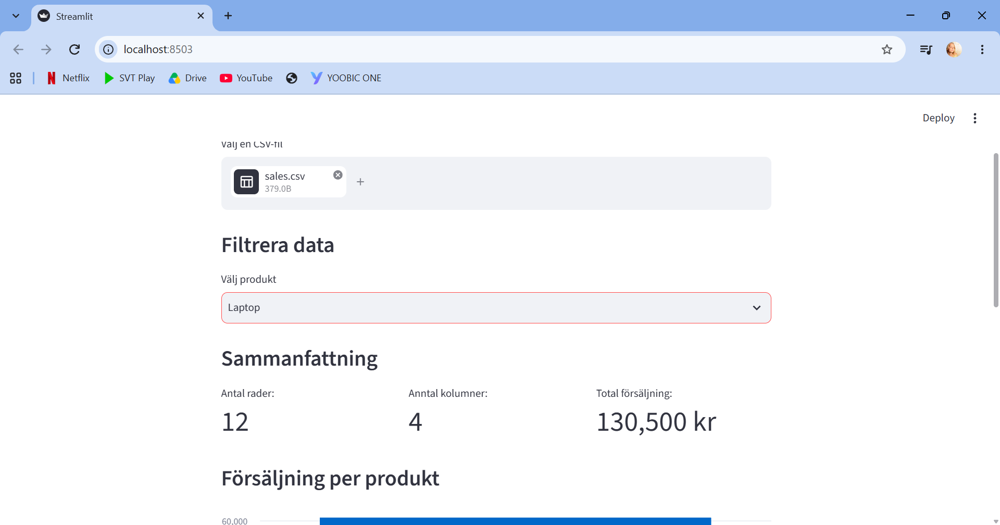 Streamlit
localhost:8503
Netflix
SVT Play
Drive
YouTube
YOOBIC ONE
Deploy
Välj en CSV-fil
sales.csv
379.0B
Filtrera data
Välj produkt
Laptop
Sammanfattning
Antal rader:
12
Anntal kolumner:
4
Total försäljning:
130,500 kr
Försäljning per produkt
60,000